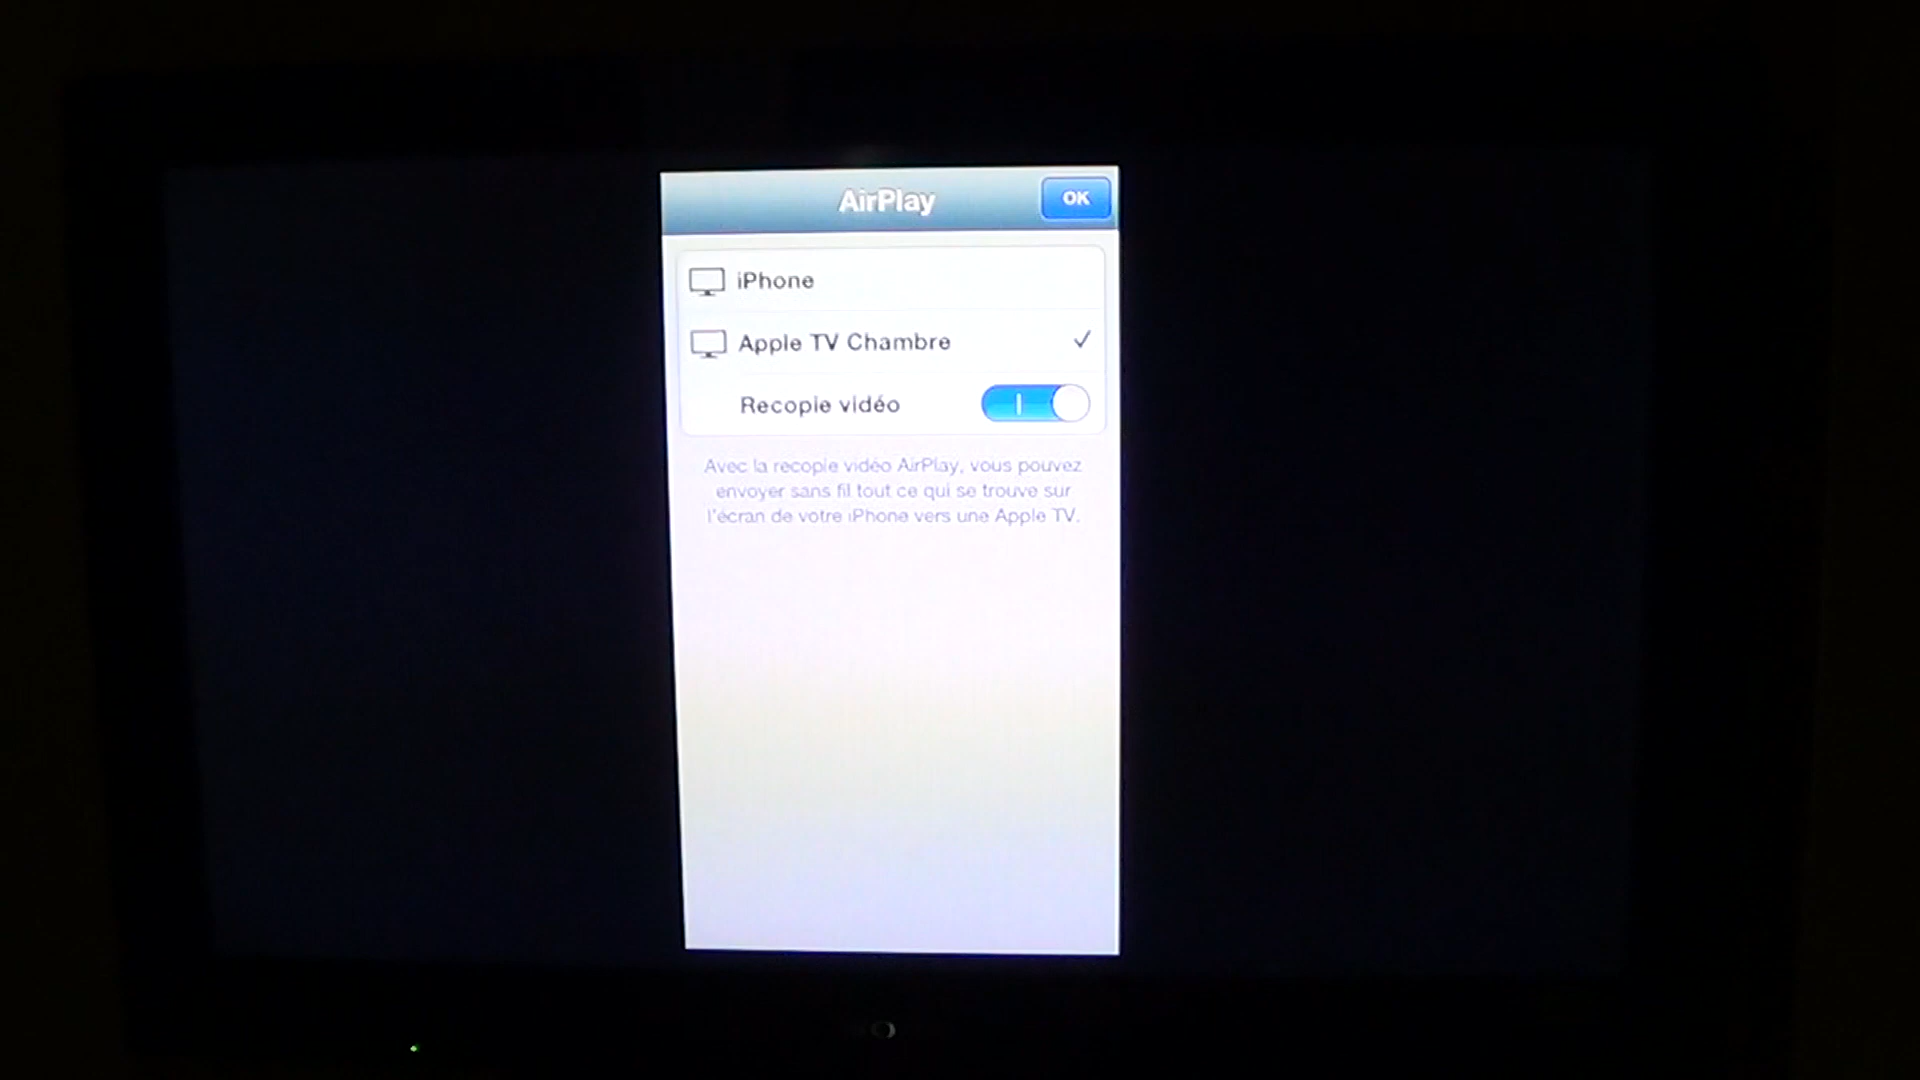 AirPlay
OK
iPhone
Apple TV Chambre
Recopie vidéo
Avec la recopie vidéo AirPlay, vous pouvez
envoyer sans fil tout ce qui se trouve sur
l'écran de votre iPhone vers une Apple TV.